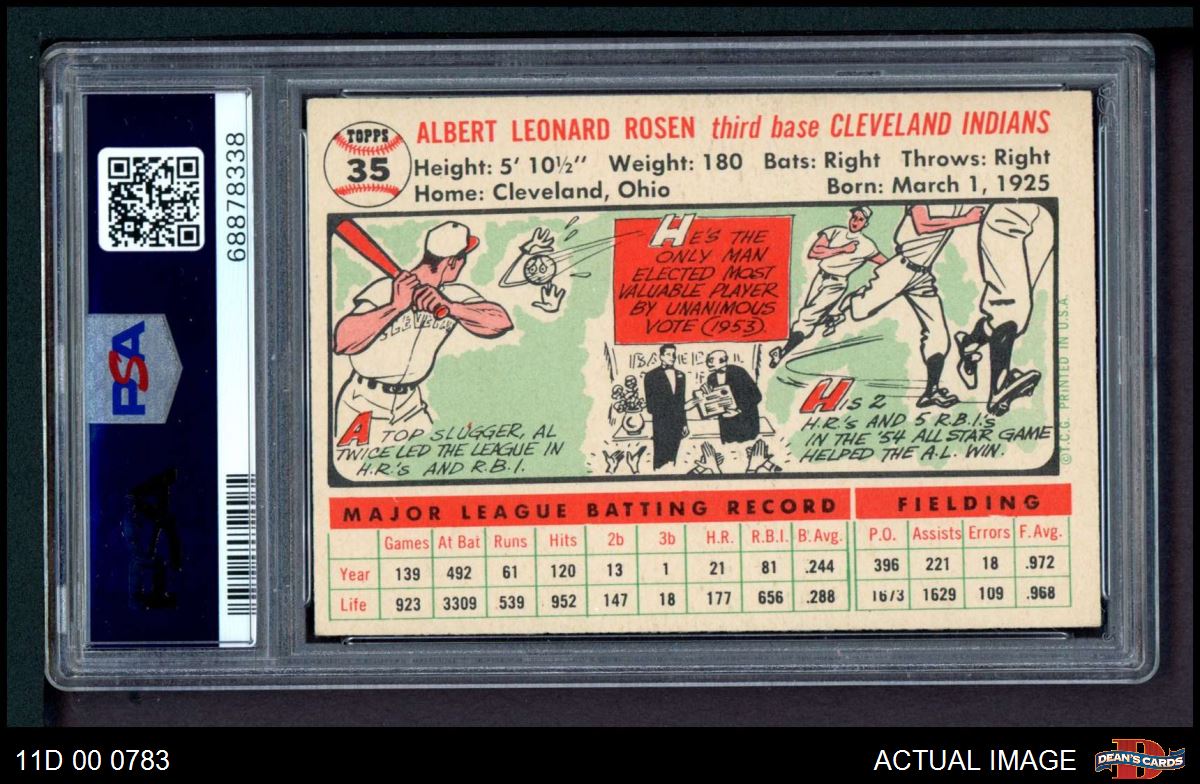 68878338
PSA
PSA
TOPPS
35
ALBERT LEONARD ROSEN third base CLEVELAND INDIANS
Height: 5' 10½" Weight: 180 Bats: Right Throws: Right
Home: Cleveland, Ohio Born: March 1, 1925
CLEVEL
A TOP SLUGGER, AL
TWICE LED THE LEAGUE IN
H.R.'s AND R.B.I.
HE'S THE
ONLY MAN
ELECTED MOST
VALUABLE PLAYER
BY UNANIMOUS
VOTE (1953).
HIS 2
H.R.'s AND 5 R.B.I.s
IN THE '54 ALL STAR GAME
HELPED THE A.L. WIN.
©T.C.G. PRINTED IN U.S.A.
MAJOR LEAGUE BATTING RECORD FIELDING
Games At Bat Runs Hits 2b 3b H.R. R.B.I. B. Avg. P.O. Assists Errors F. Avg.
Year 139 492 61 120 13 1 21 81 .244 396 221 18 .972
Life 923 3309 539 952 147 18 177 656 .288 1673 1629 109 .968
11D 00 0783
ACTUAL IMAGE
D
DEAN'S CARDS